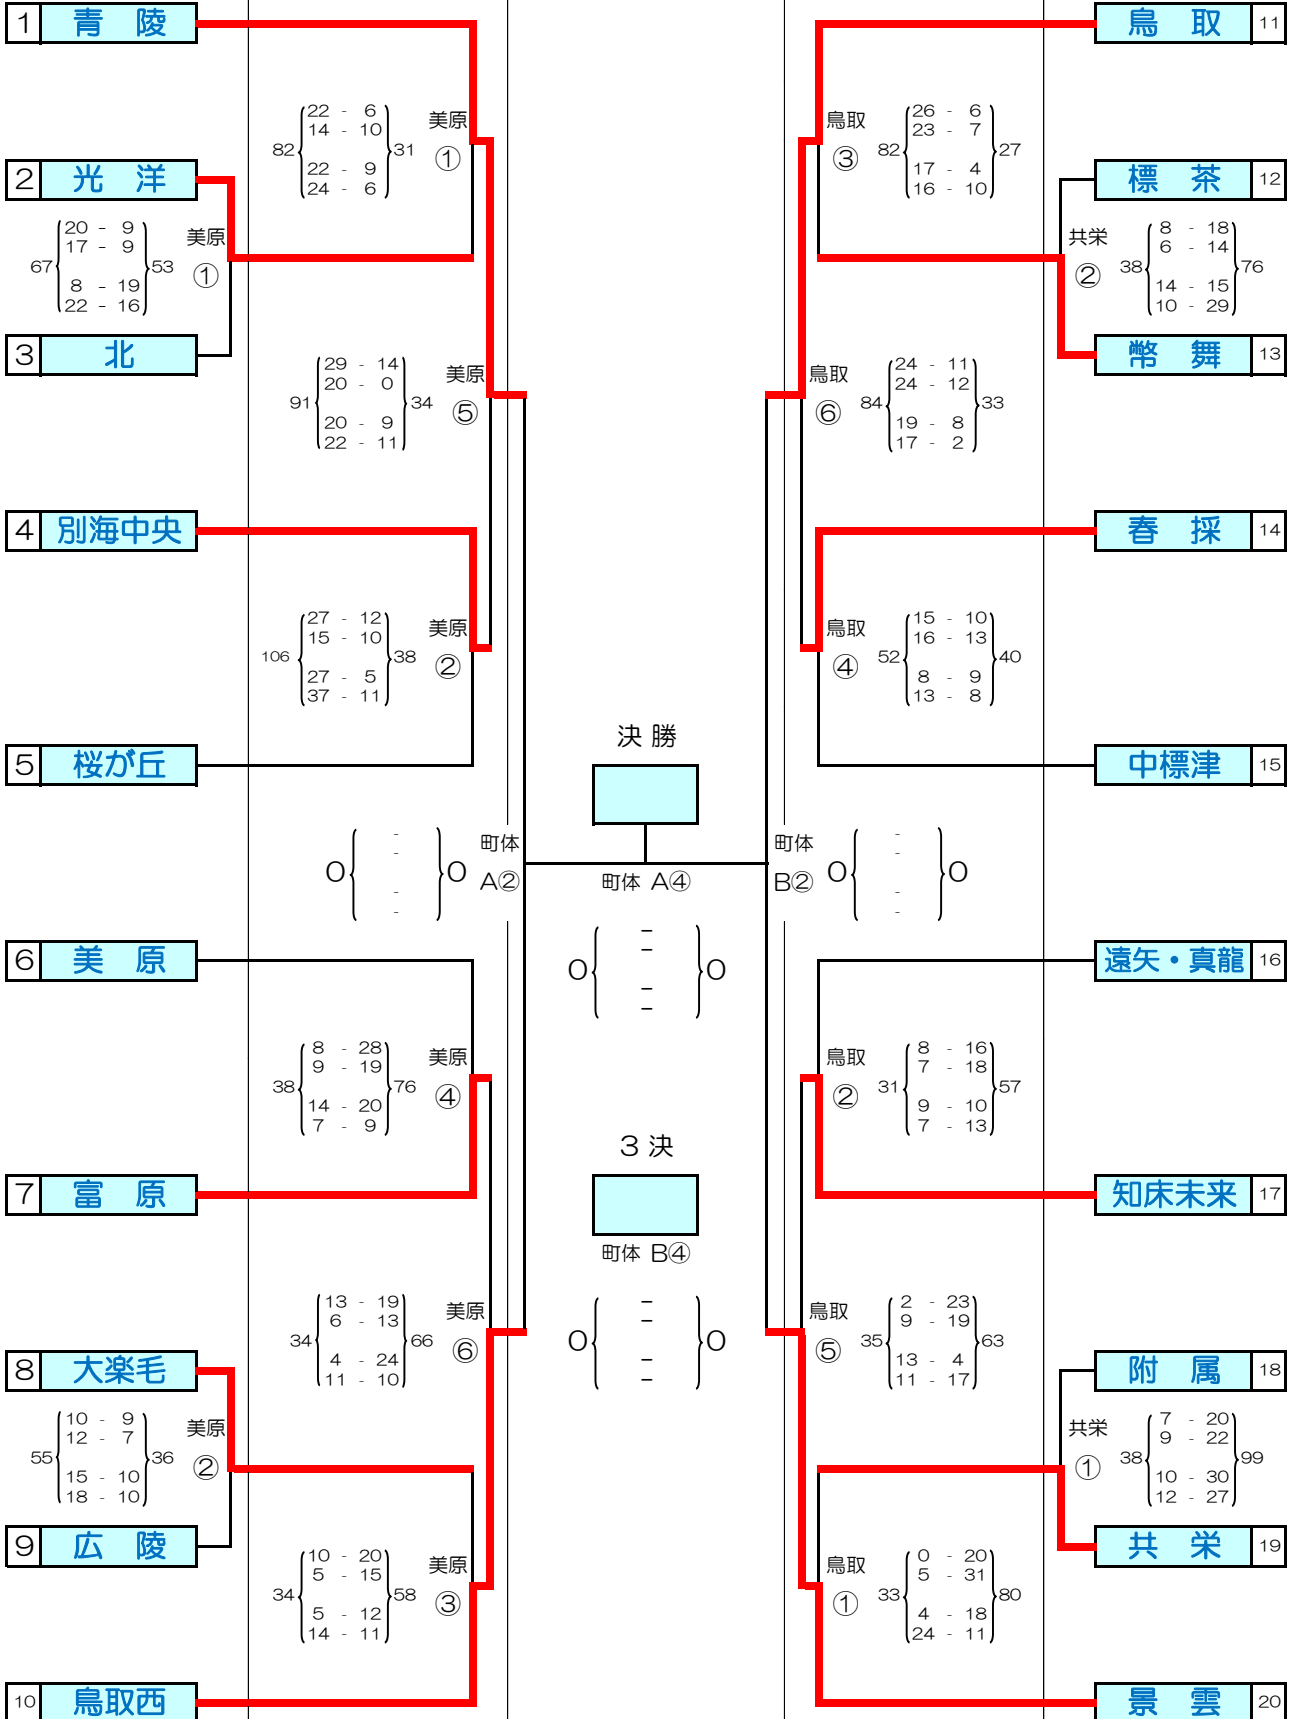 1 青 陵
22 - 6
14 - 10
82 31
22 - 9
24 - 6
美原
①
2 光 洋
20 - 9
17 - 9
67 53
8 - 19
22 - 16
美原
①
3 北
29 - 14
20 - 0
91 34
20 - 9
22 - 11
美原
⑤
4 別海中央
27 - 12
15 - 10
106 38
27 - 5
37 - 11
美原
②
5 桜が丘
-
-
0 0
-
-
町体
A②
6 美 原
8 - 28
9 - 19
38 76
14 - 20
7 - 9
美原
④
7 富 原
13 - 19
6 - 13
34 66
4 - 24
11 - 10
美原
⑥
8 大楽毛
10 - 9
12 - 7
55 36
15 - 10
18 - 10
美原
②
9 広 陵
10 - 20
5 - 15
34 58
5 - 12
14 - 11
美原
③
10 鳥取西
決 勝
町体 A④
-
-
0 0
-
-
3 決
町体 B④
-
-
0 0
-
-
鳥 取 11
鳥取
③
26 - 6
23 - 7
82 27
17 - 4
16 - 10
標 茶 12
共栄
②
8 - 18
6 - 14
38 76
14 - 15
10 - 29
幣 舞 13
鳥取
⑥
24 - 11
24 - 12
84 33
19 - 8
17 - 2
春 採 14
鳥取
④
15 - 10
16 - 13
52 40
8 - 9
13 - 8
中標津 15
町体
B②
-
-
0 0
-
-
遠矢・真龍 16
鳥取
②
8 - 16
7 - 18
31 57
9 - 10
7 - 13
知床未来 17
鳥取
⑤
2 - 23
9 - 19
35 63
13 - 4
11 - 17
附 属 18
共栄
①
7 - 20
9 - 22
38 99
10 - 30
12 - 27
共 栄 19
鳥取
①
0 - 20
5 - 31
33 80
4 - 18
24 - 11
景 雲 20